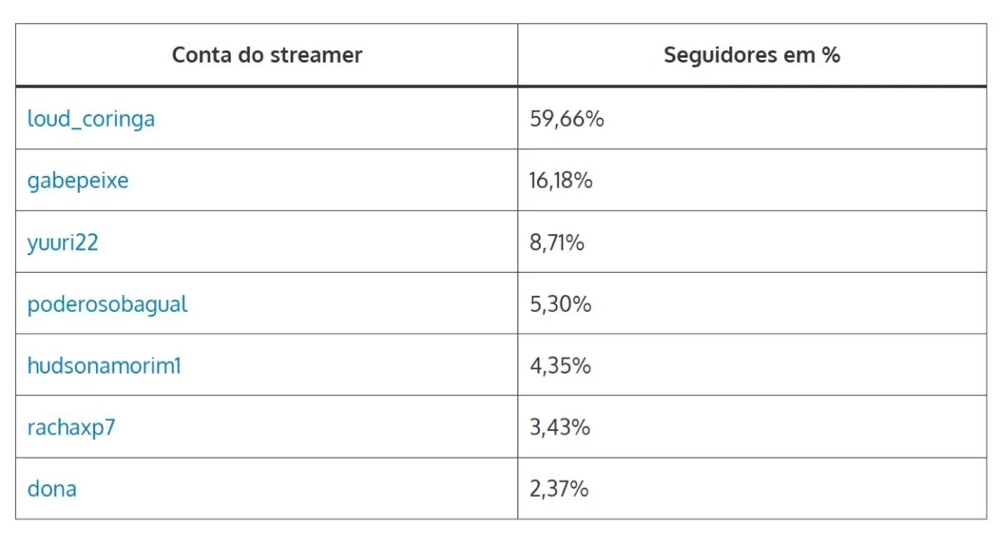 Conta do streamer Seguidores em %
loud_coringa 59,66%
gabepeixe 16,18%
yuuri22 8,71%
poderosobagual 5,30%
hudsonamorim1 4,35%
rachaxp7 3,43%
dona 2,37%